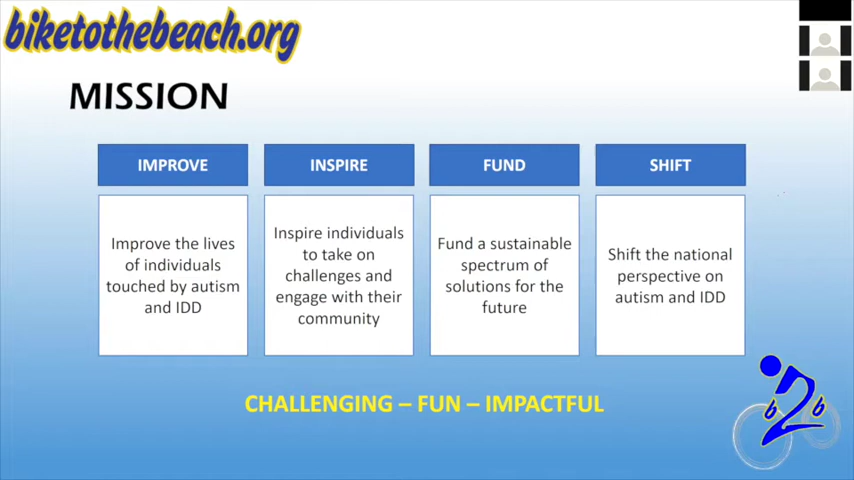 biketothebeach.org
MISSION
IMPROVE
Improve the lives
of individuals
touched by autism
and IDD
INSPIRE
Inspire individuals
to take on
challenges and
engage with their
community
FUND
Fund a sustainable
spectrum of
solutions for the
future
SHIFT
Shift the national
perspective on
autism and IDD
CHALLENGING – FUN – IMPACTFUL
b2b